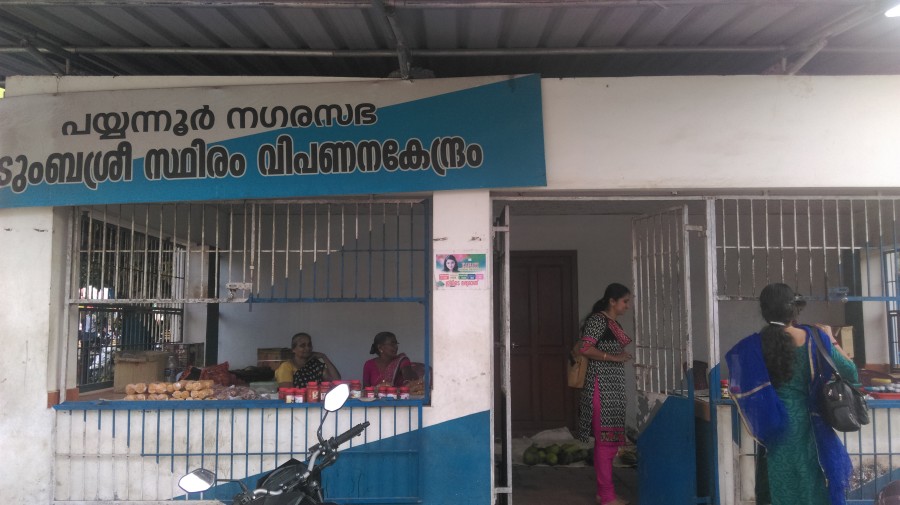 പയ്യന്നൂർ നഗരസഭ
ടുംബശ്രീ സ്ഥിരം വിപണനകേന്ദ്രം